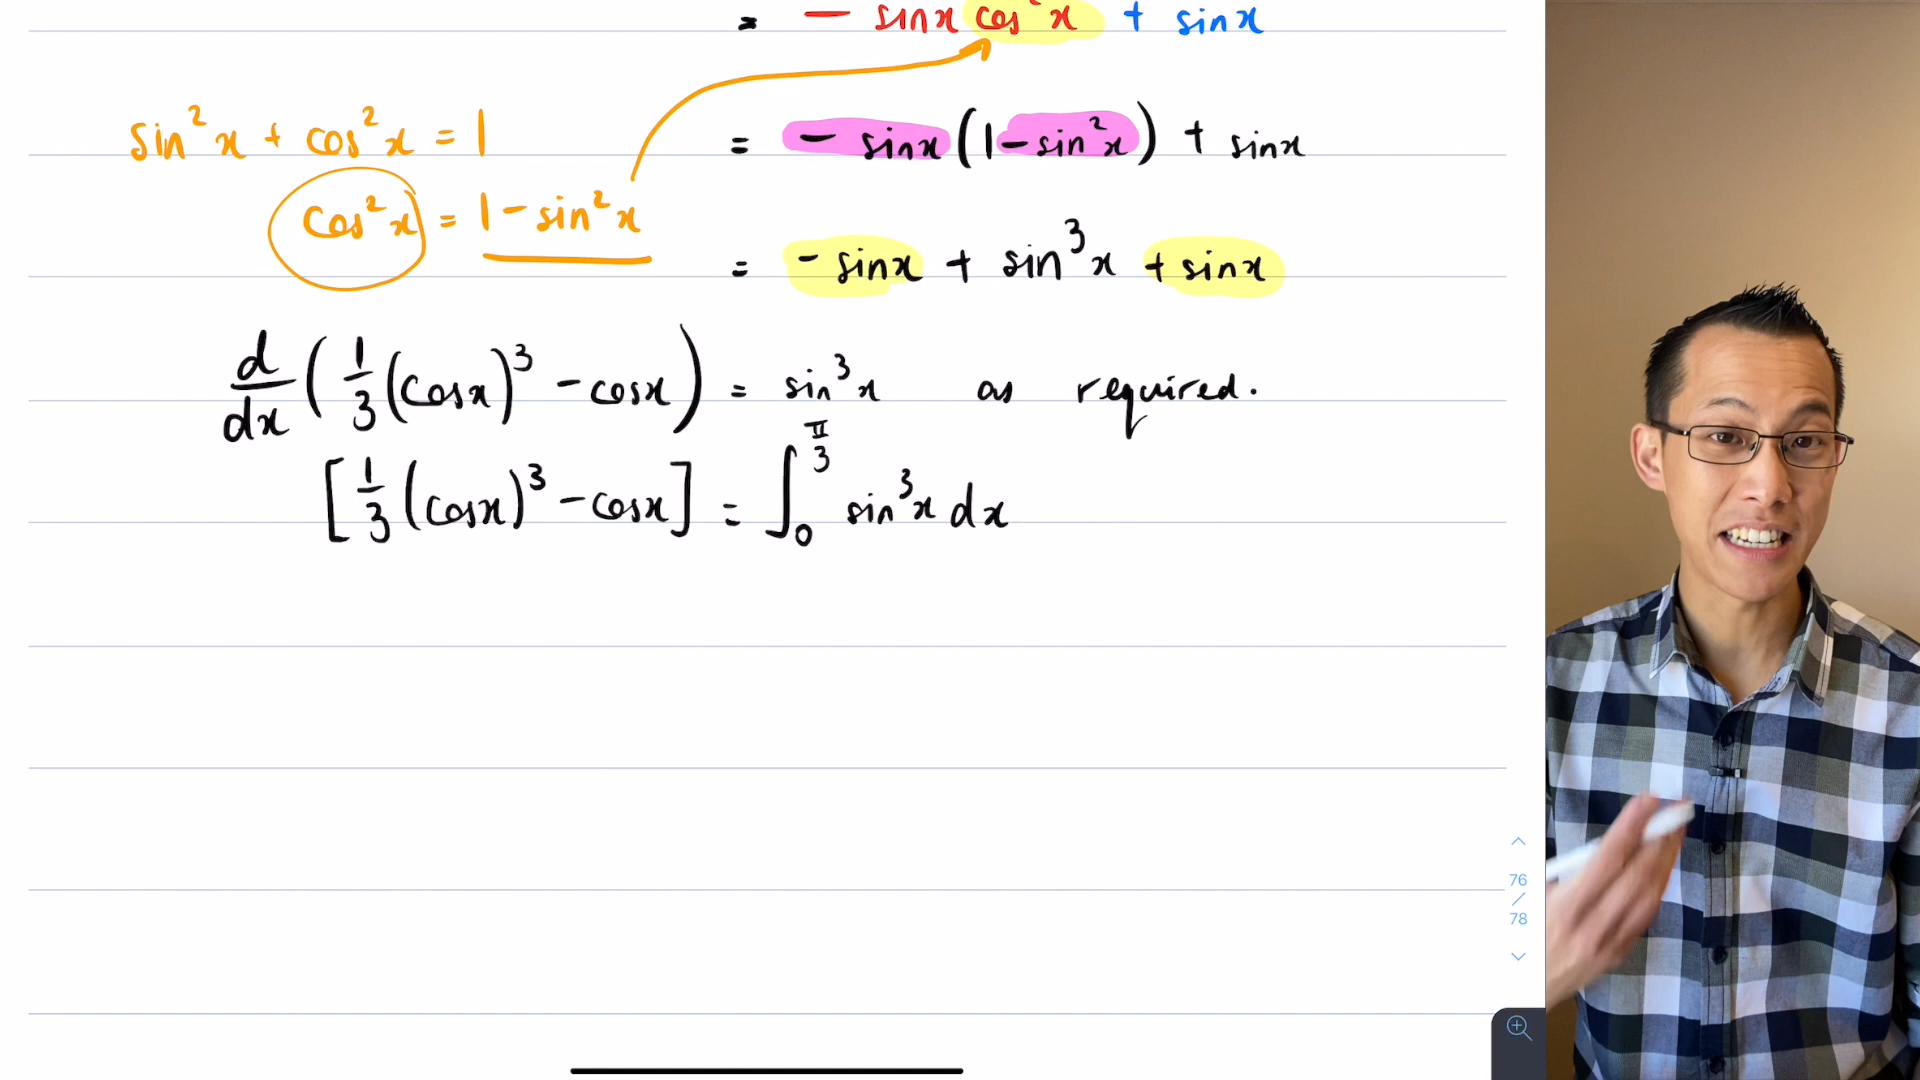 = - sinx cos²x + sinx
sin²x + cos²x = 1
= - sinx (1 - sin²x) + sinx
cos²x = 1 - sin²x
= - sinx + sin³x + sinx
d/dx (1/3 (cosx)³ - cosx) = sin³x as required.
[1/3 (cosx)³ - cosx] = ∫₀^(π/3) sin³x dx
76
/
78